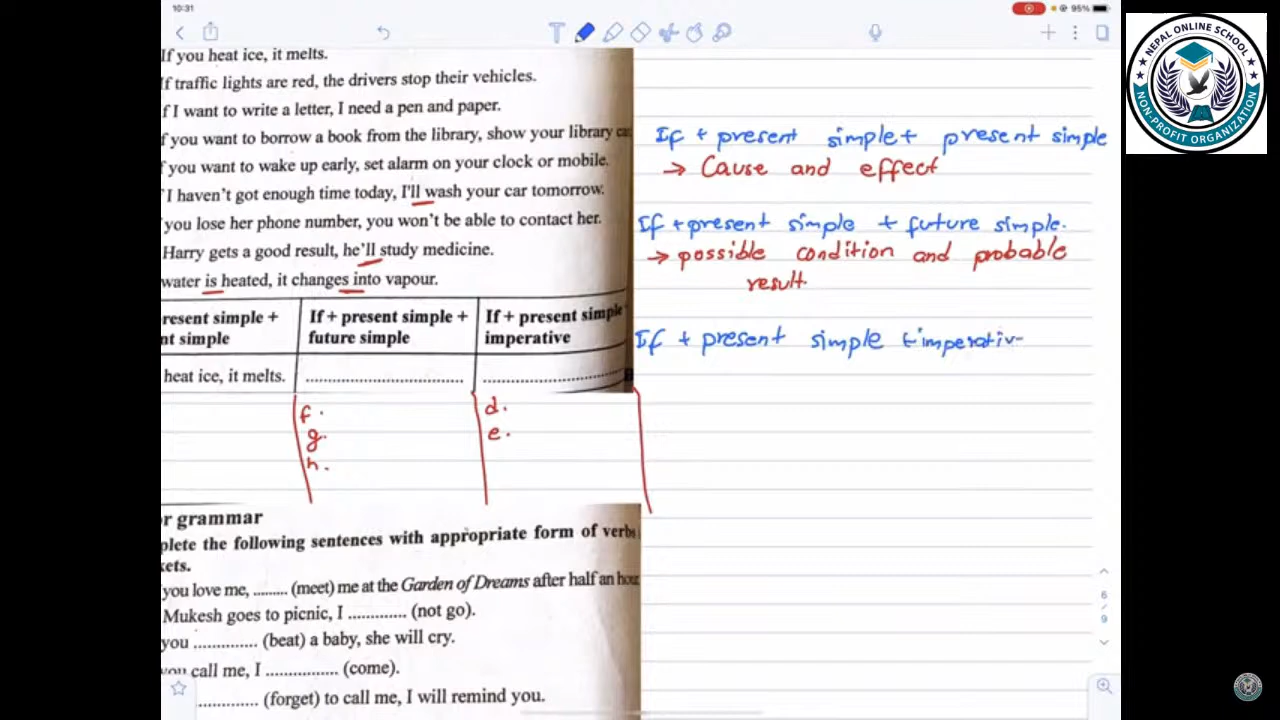 10:31
95%
NEPAL ONLINE SCHOOL
NON-PROFIT ORGANIZATION
If you heat ice, it melts.
If traffic lights are red, the drivers stop their vehicles.
f I want to write a letter, I need a pen and paper.
you want to borrow a book from the library, show your library
you want to wake up early, set alarm on your clock or mobile.
I haven't got enough time today, I'll wash your car tomorrow.
you lose her phone number, you won't be able to contact her.
Harry gets a good result, he'll study medicine.
water is heated, it changes into vapour.
resent simple + If + present simple + If + present simple
nt simple future simple imperative
heat ice, it melts. .................... ....................
f. d.
g. e.
h.
If + present simple + present simple
→ Cause and effect
If + present simple + future simple.
→ possible condition and probable
result.
If + present simple + imperativ
r grammar
plete the following sentences with appropriate form of verbs
kets.
you love me, ......... (meet) me at the Garden of Dreams after half an hour
Mukesh goes to picnic, I .............. (not go).
you .............. (beat) a baby, she will cry.
you call me, I ................ (come).
.............. (forget) to call me, I will remind you.
6
/
9